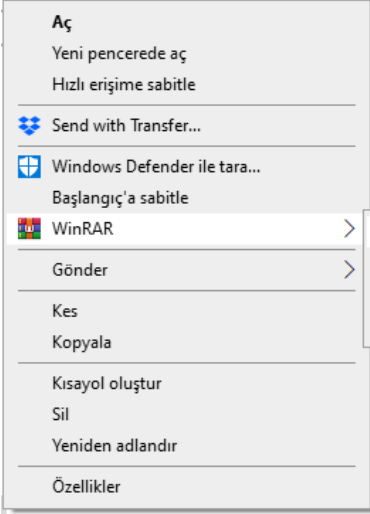 Aç
Yeni pencerede aç
Hızlı erişime sabitle
Send with Transfer...
Windows Defender ile tara...
Başlangıç'a sabitle
WinRAR
Gönder
Kes
Kopyala
Kısayol oluştur
Sil
Yeniden adlandır
Özellikler